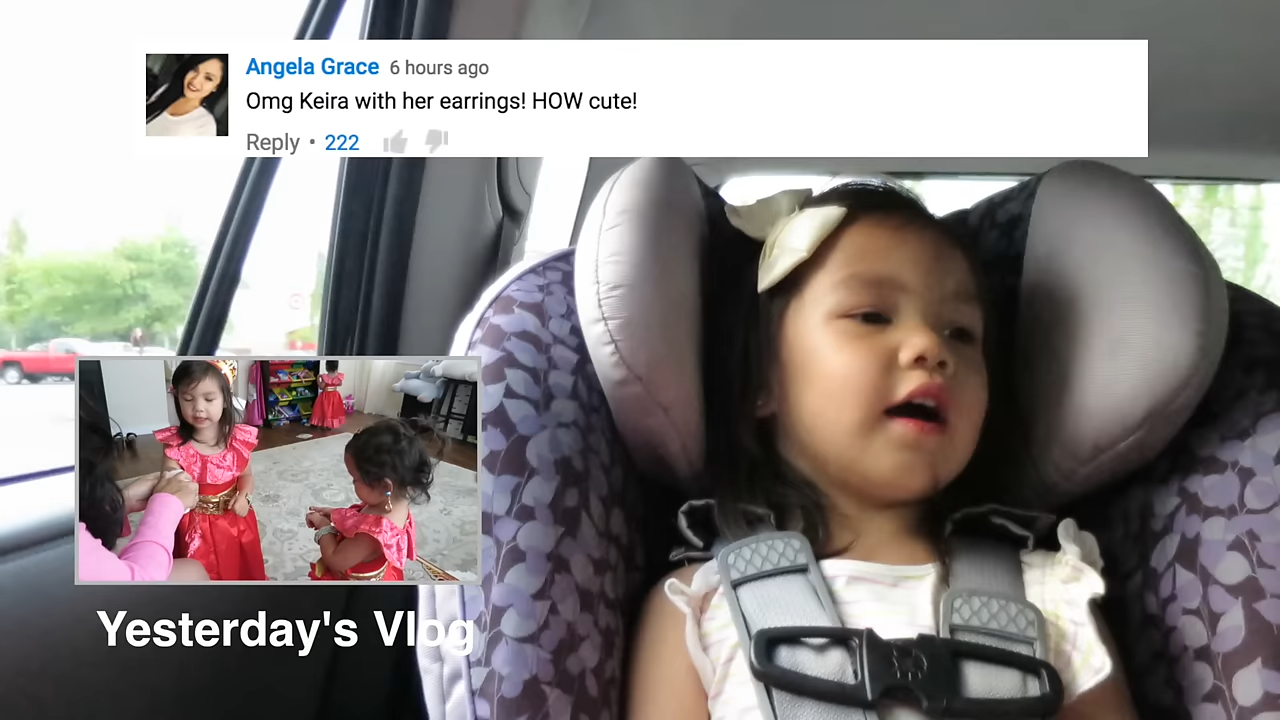 Angela Grace 6 hours ago
Omg Keira with her earrings! HOW cute!
Reply • 222
Yesterday's Vlog